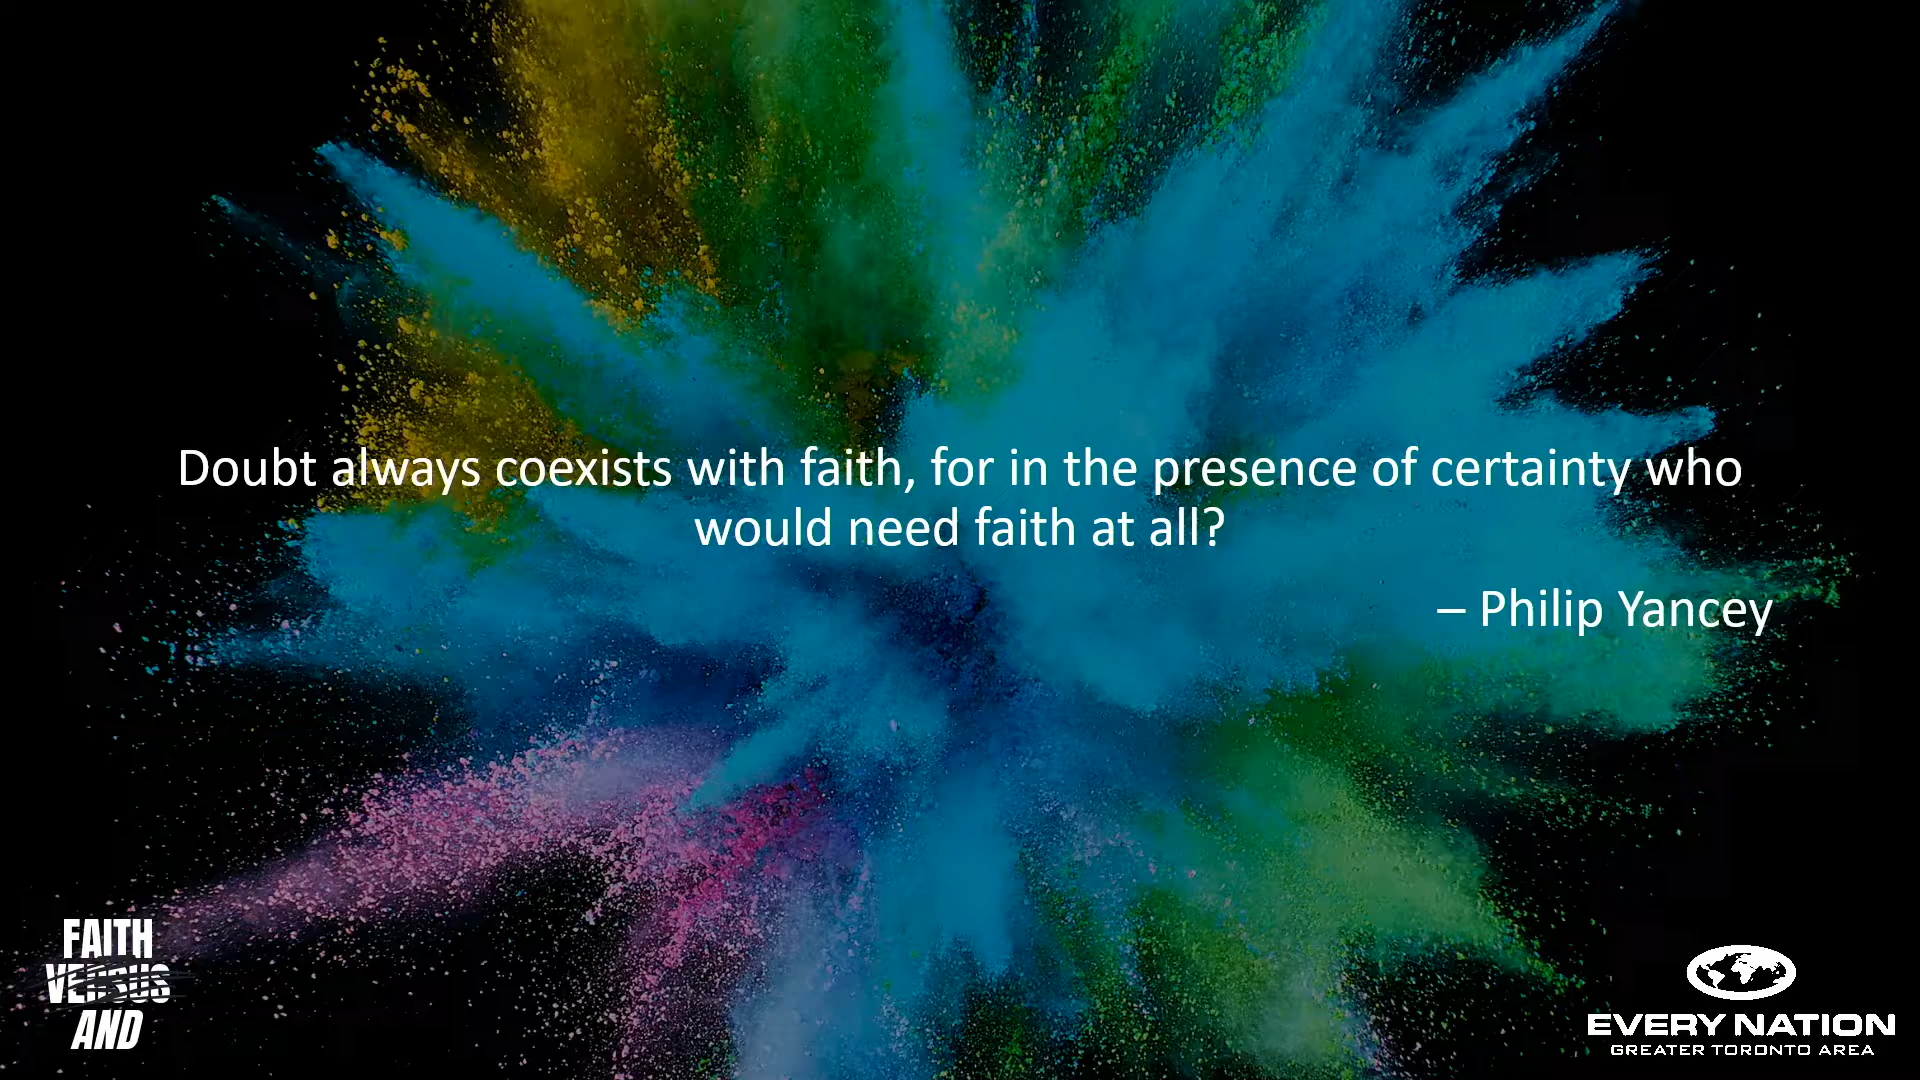 Doubt always coexists with faith, for in the presence of certainty who
would need faith at all?
– Philip Yancey
FAITH
VERSUS
AND
EVERY NATION
GREATER TORONTO AREA